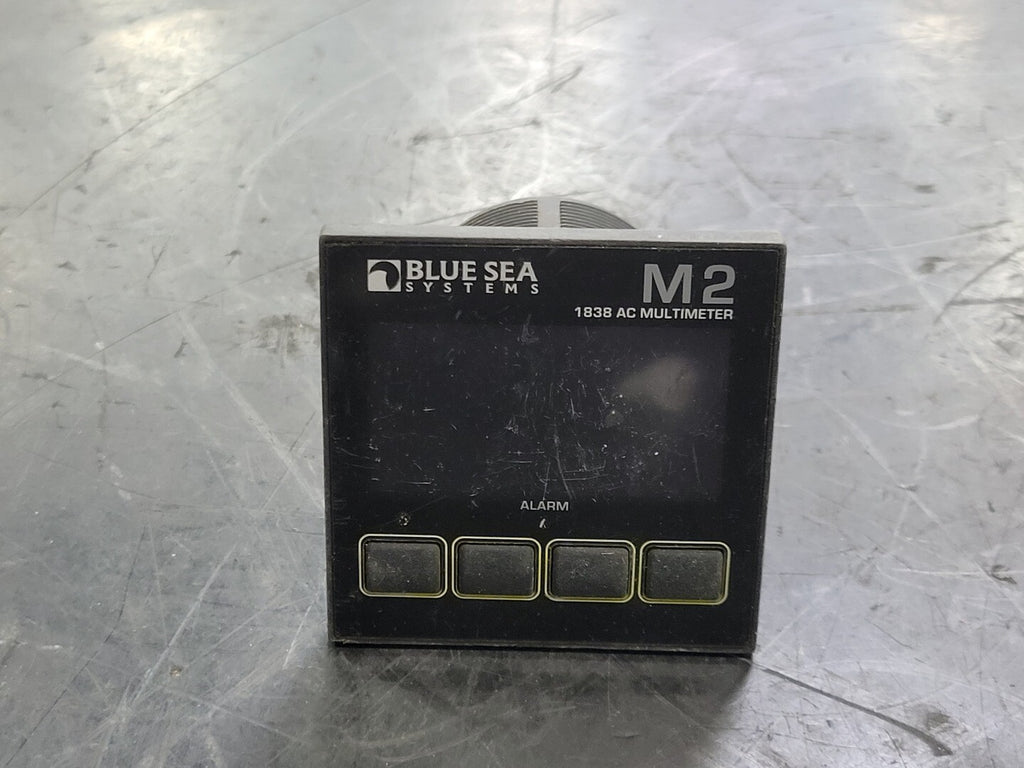 BLUE SEA
SYSTEMS
M2
1838 AC MULTIMETER
ALARM